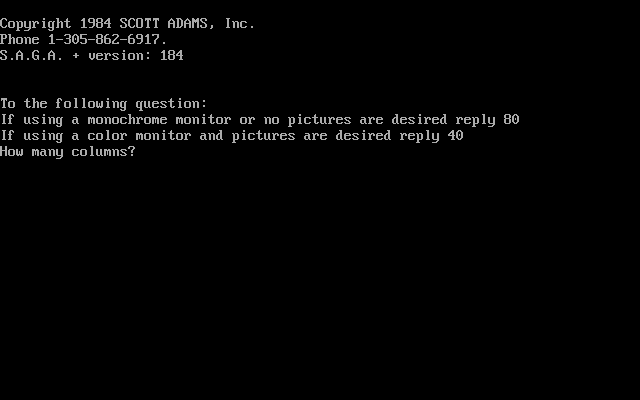 Copyright 1984 SCOTT ADAMS, Inc.
Phone 1-305-862-6917.
S.A.G.A. + version: 184
To the following question:
If using a monochrome monitor or no pictures are desired reply 80
If using a color monitor and pictures are desired reply 40
How many columns?